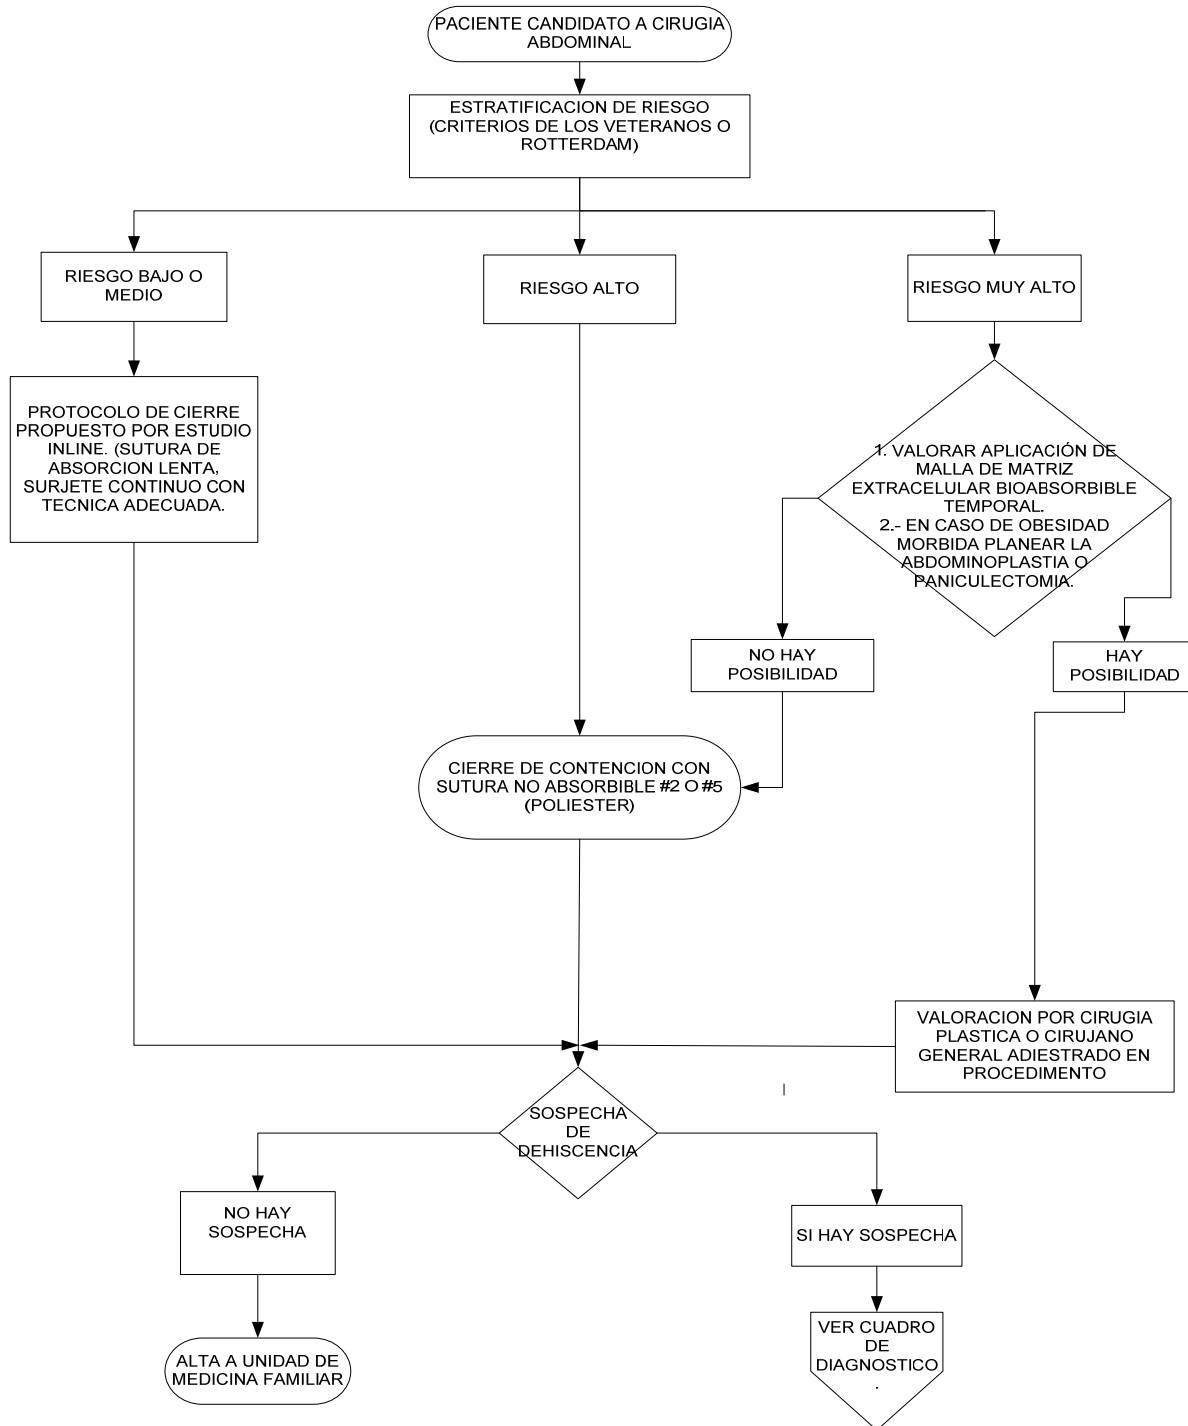 PACIENTE CANDIDATO A CIRUGIA
ABDOMINAL
ESTRATIFICACION DE RIESGO
(CRITERIOS DE LOS VETERANOS O
ROTTERDAM)
RIESGO BAJO O
MEDIO
RIESGO ALTO
RIESGO MUY ALTO
PROTOCOLO DE CIERRE
PROPUESTO POR ESTUDIO
INLINE. (SUTURA DE
ABSORCION LENTA,
SURJETE CONTINUO CON
TECNICA ADECUADA.
1. VALORAR APLICACIÓN DE
MALLA DE MATRIZ
EXTRACELULAR BIOABSORBIBLE
TEMPORAL.
2.- EN CASO DE OBESIDAD
MORBIDA PLANEAR LA
ABDOMINOPLASTIA O
PANICULECTOMIA.
NO HAY
POSIBILIDAD
HAY
POSIBILIDAD
CIERRE DE CONTENCION CON
SUTURA NO ABSORBIBLE #2 O #5
(POLIESTER)
VALORACION POR CIRUGIA
PLASTICA O CIRUJANO
GENERAL ADIESTRADO EN
PROCEDIMENTO
SOSPECHA
DE
DEHISCENCIA
NO HAY
SOSPECHA
SI HAY SOSPECHA
ALTA A UNIDAD DE
MEDICINA FAMILIAR
VER CUADRO
DE
DIAGNOSTICO
.